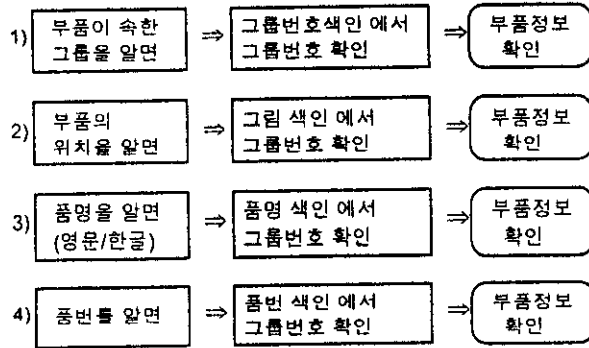 1) 부품이 속한 ⇒ 그룹번호색인 에서 ⇒ 부품정보
그룹을 알면 그룹번호 확인 확인
2) 부품의 ⇒ 그림 색인 에서 ⇒ 부품정보
위치를 알면 그룹번호 확인 확인
3) 품명을 알면 ⇒ 품명 색인 에서 ⇒ 부품정보
(영문/한글) 그룹번호 확인 확인
4) 품번를 알면 ⇒ 품번 색인 에서 ⇒ 부품정보
그룹번호 확인 확인